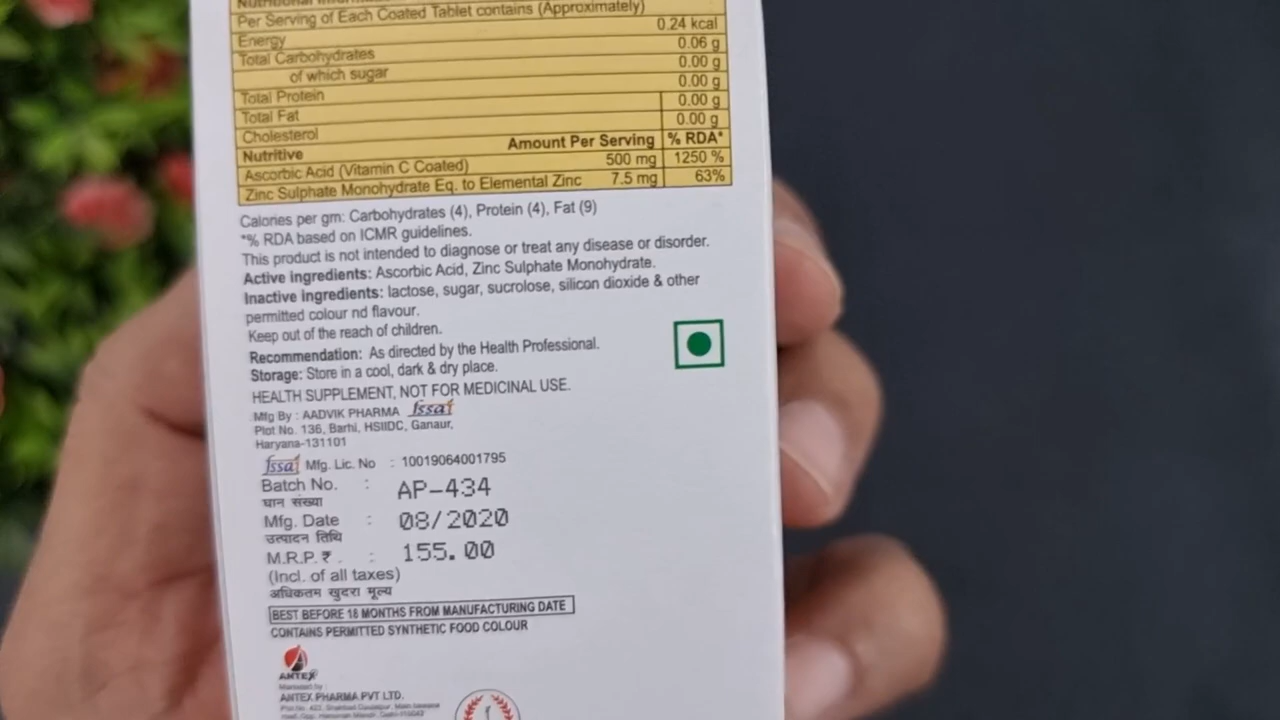 Nutritional Information
Per Serving of Each Coated Tablet contains (Approximately)
Energy 0.24 kcal
Total Carbohydrates 0.06 g
of which sugar 0.00 g
Total Protein 0.00 g
Total Fat 0.00 g
Cholesterol 0.00 g
Nutritive Amount Per Serving % RDA*
Ascorbic Acid (Vitamin C Coated) 500 mg 1250 %
Zinc Sulphate Monohydrate Eq. to Elemental Zinc 7.5 mg 63%
Calories per gm: Carbohydrates (4), Protein (4), Fat (9)
*% RDA based on ICMR guidelines.
This product is not intended to diagnose or treat any disease or disorder.
Active ingredients: Ascorbic Acid, Zinc Sulphate Monohydrate.
Inactive ingredients: lactose, sugar, sucrolose, silicon dioxide & other
permitted colour nd flavour.
Keep out of the reach of children.
Recommendation: As directed by the Health Professional.
Storage: Store in a cool, dark & dry place.
HEALTH SUPPLEMENT, NOT FOR MEDICINAL USE.
Mfg By : AADVIK PHARMA fssai
Plot No. 136, Barhi, HSIIDC, Ganaur,
Haryana-131101
fssai Mfg. Lic. No : 10019064001795
Batch No. : AP-434
घान संख्या
Mfg. Date : 08/2020
उत्पादन तिथि
M.R.P.₹ . : 155.00
(Incl. of all taxes)
अधिकतम खुदरा मूल्य
BEST BEFORE 18 MONTHS FROM MANUFACTURING DATE
CONTAINS PERMITTED SYNTHETIC FOOD COLOUR
ANTEX
Marketed by :
ANTEX PHARMA PVT LTD.